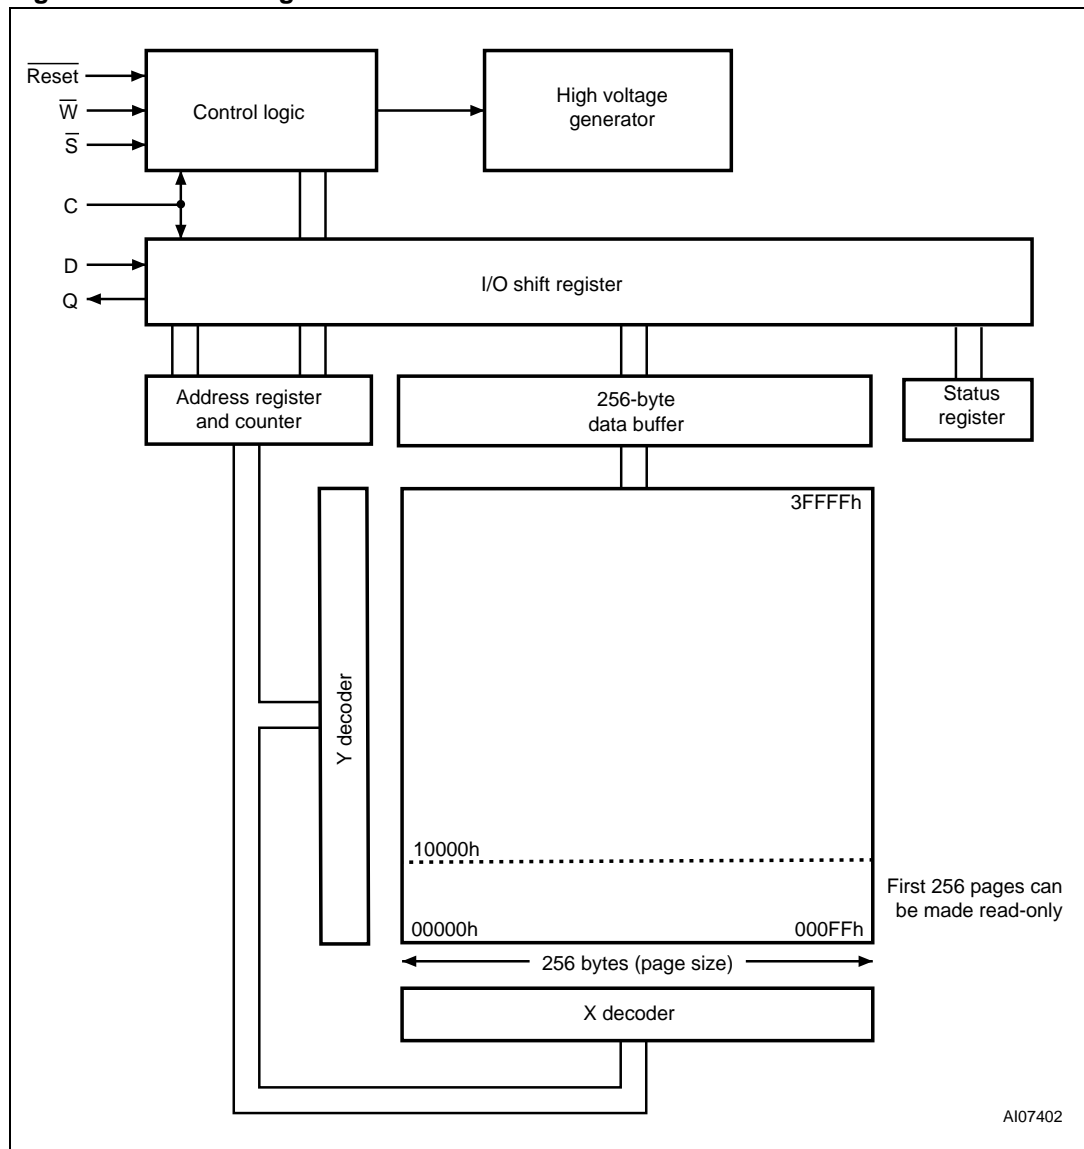 Reset
W
S
C
D
Q
Control logic
High voltage
generator
I/O shift register
Address register
and counter
256-byte
data buffer
Status
register
3FFFFh
Y decoder
10000h
First 256 pages can
be made read-only
00000h
000FFh
256 bytes (page size)
X decoder
AI07402